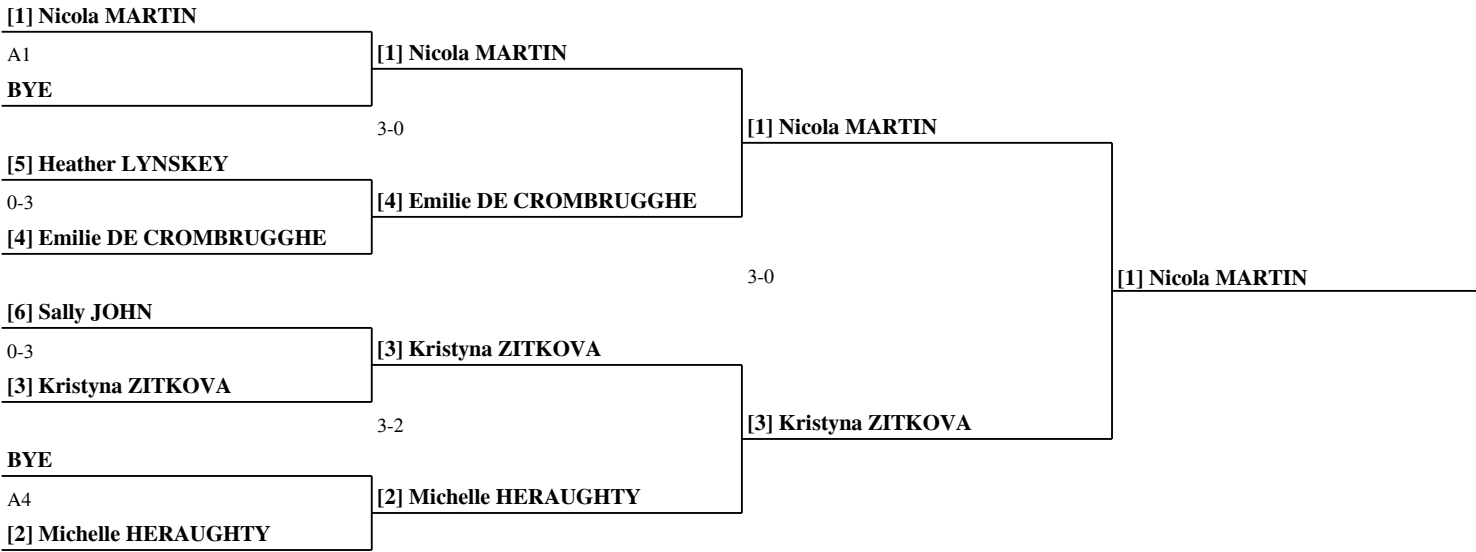 [1] Nicola MARTIN
A1
BYE
[1] Nicola MARTIN
3-0
[1] Nicola MARTIN
[5] Heather LYNSKEY
0-3
[4] Emilie DE CROMBRUGGHE
[4] Emilie DE CROMBRUGGHE
3-0
[1] Nicola MARTIN
[6] Sally JOHN
0-3
[3] Kristyna ZITKOVA
[3] Kristyna ZITKOVA
3-2
[3] Kristyna ZITKOVA
BYE
A4
[2] Michelle HERAUGHTY
[2] Michelle HERAUGHTY